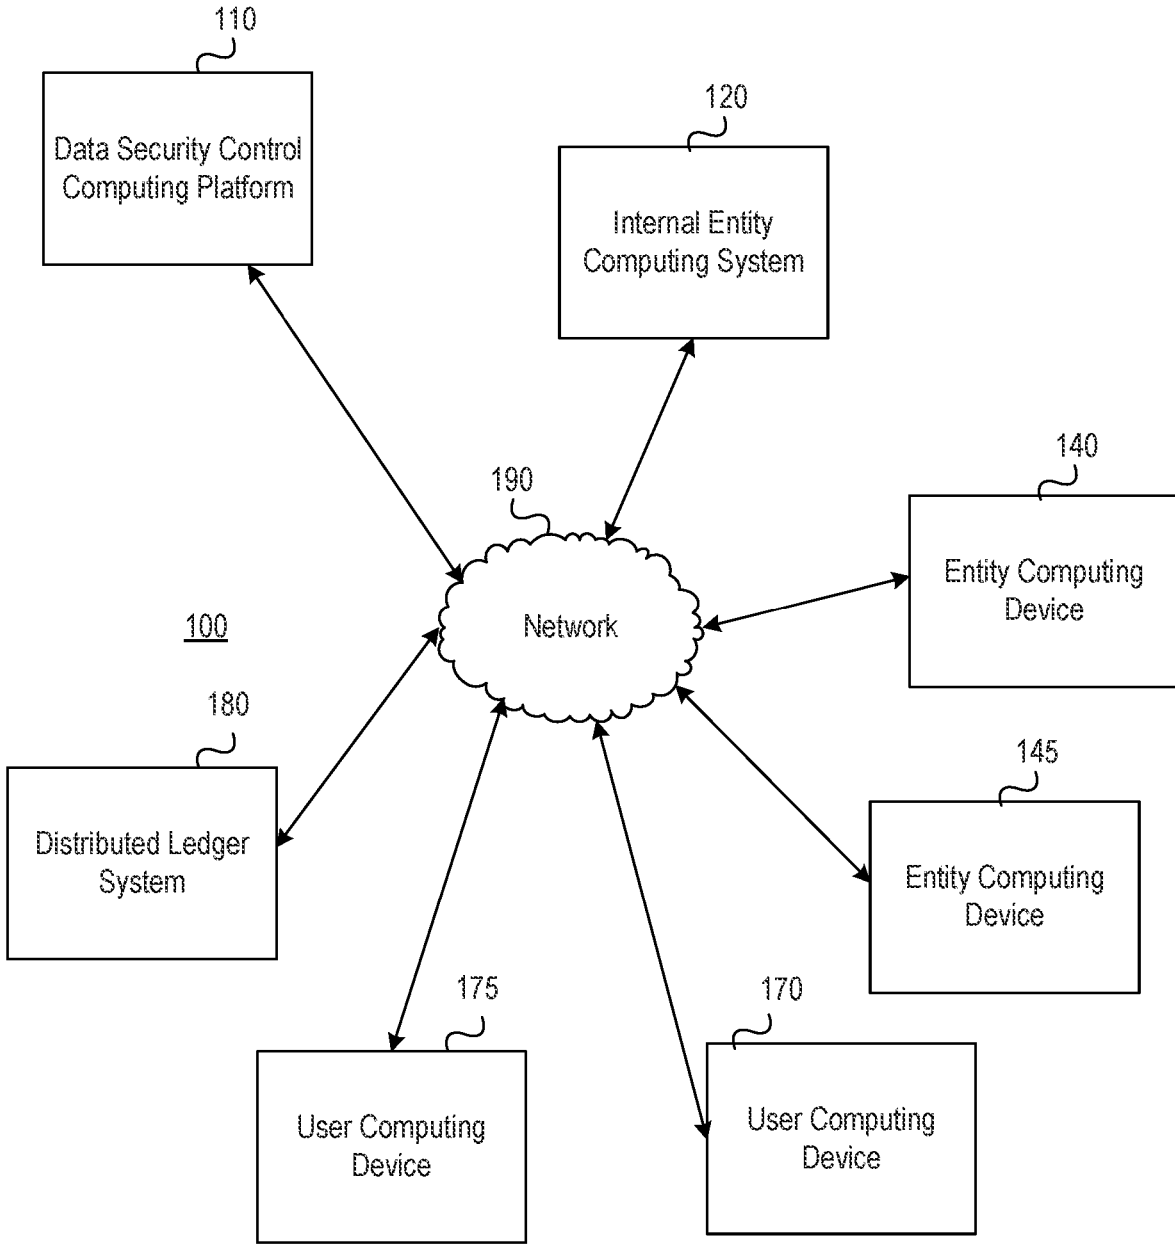 110
Data Security Control
Computing Platform
120
Internal Entity
Computing System
140
Entity Computing
Device
190
Network
100
180
Distributed Ledger
System
145
Entity Computing
Device
175
User Computing
Device
170
User Computing
Device